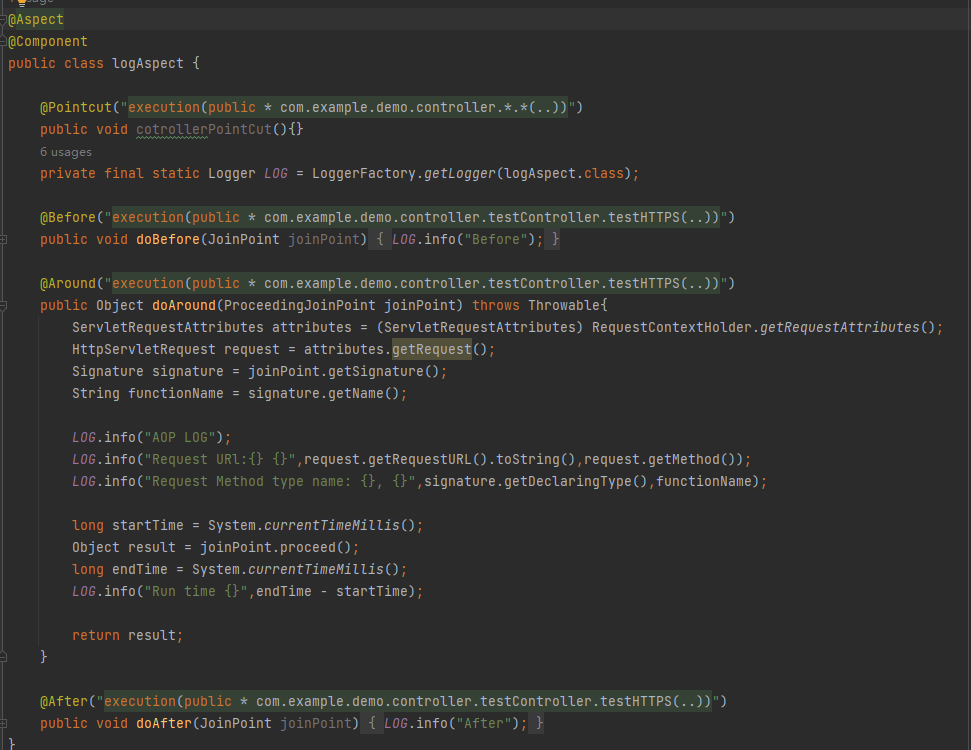 @Aspect
@Component
public class logAspect {
@Pointcut("execution(public * com.example.demo.controller.*.*(..))")
public void cotrollerPointCut(){}
6 usages
private final static Logger LOG = LoggerFactory.getLogger(logAspect.class);
@Before("execution(public * com.example.demo.controller.testController.testHTTPS(..))")
public void doBefore(JoinPoint joinPoint) { LOG.info("Before"); }
@Around("execution(public * com.example.demo.controller.testController.testHTTPS(..))")
public Object doAround(ProceedingJoinPoint joinPoint) throws Throwable{
ServletRequestAttributes attributes = (ServletRequestAttributes) RequestContextHolder.getRequestAttributes();
HttpServletRequest request = attributes.getRequest();
Signature signature = joinPoint.getSignature();
String functionName = signature.getName();
LOG.info("AOP LOG");
LOG.info("Request URl:{} {}",request.getRequestURL().toString(),request.getMethod());
LOG.info("Request Method type name: {}, {}",signature.getDeclaringType(),functionName);
long startTime = System.currentTimeMillis();
Object result = joinPoint.proceed();
long endTime = System.currentTimeMillis();
LOG.info("Run time {}",endTime - startTime);
return result;
}
@After("execution(public * com.example.demo.controller.testController.testHTTPS(..))")
public void doAfter(JoinPoint joinPoint) { LOG.info("After"); }
}